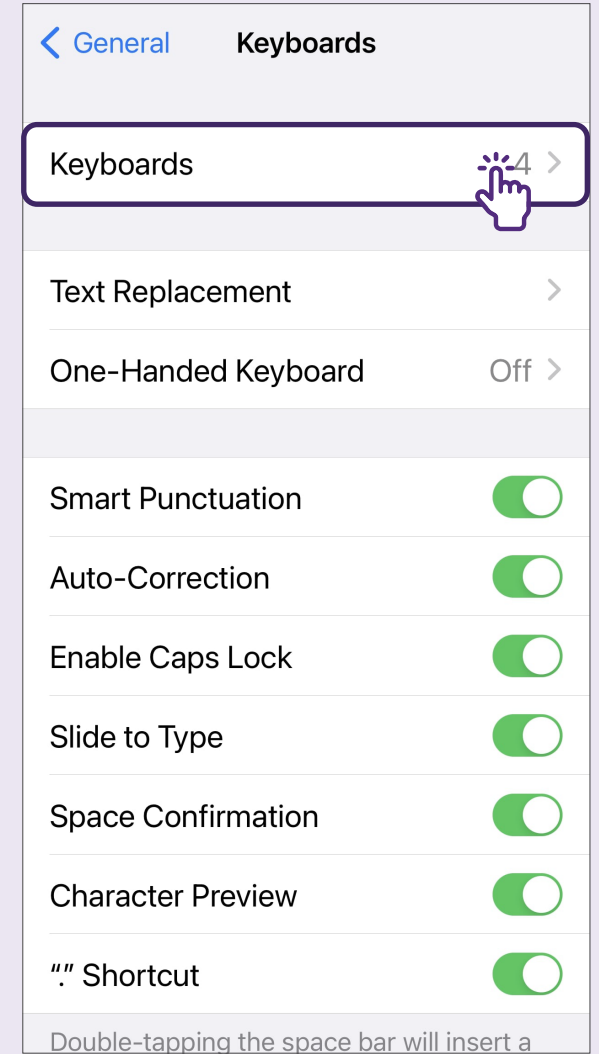 General Keyboards
Keyboards 4
Text Replacement
One-Handed Keyboard Off
Smart Punctuation
Auto-Correction
Enable Caps Lock
Slide to Type
Space Confirmation
Character Preview
“.” Shortcut
Double-tapping the space bar will insert a